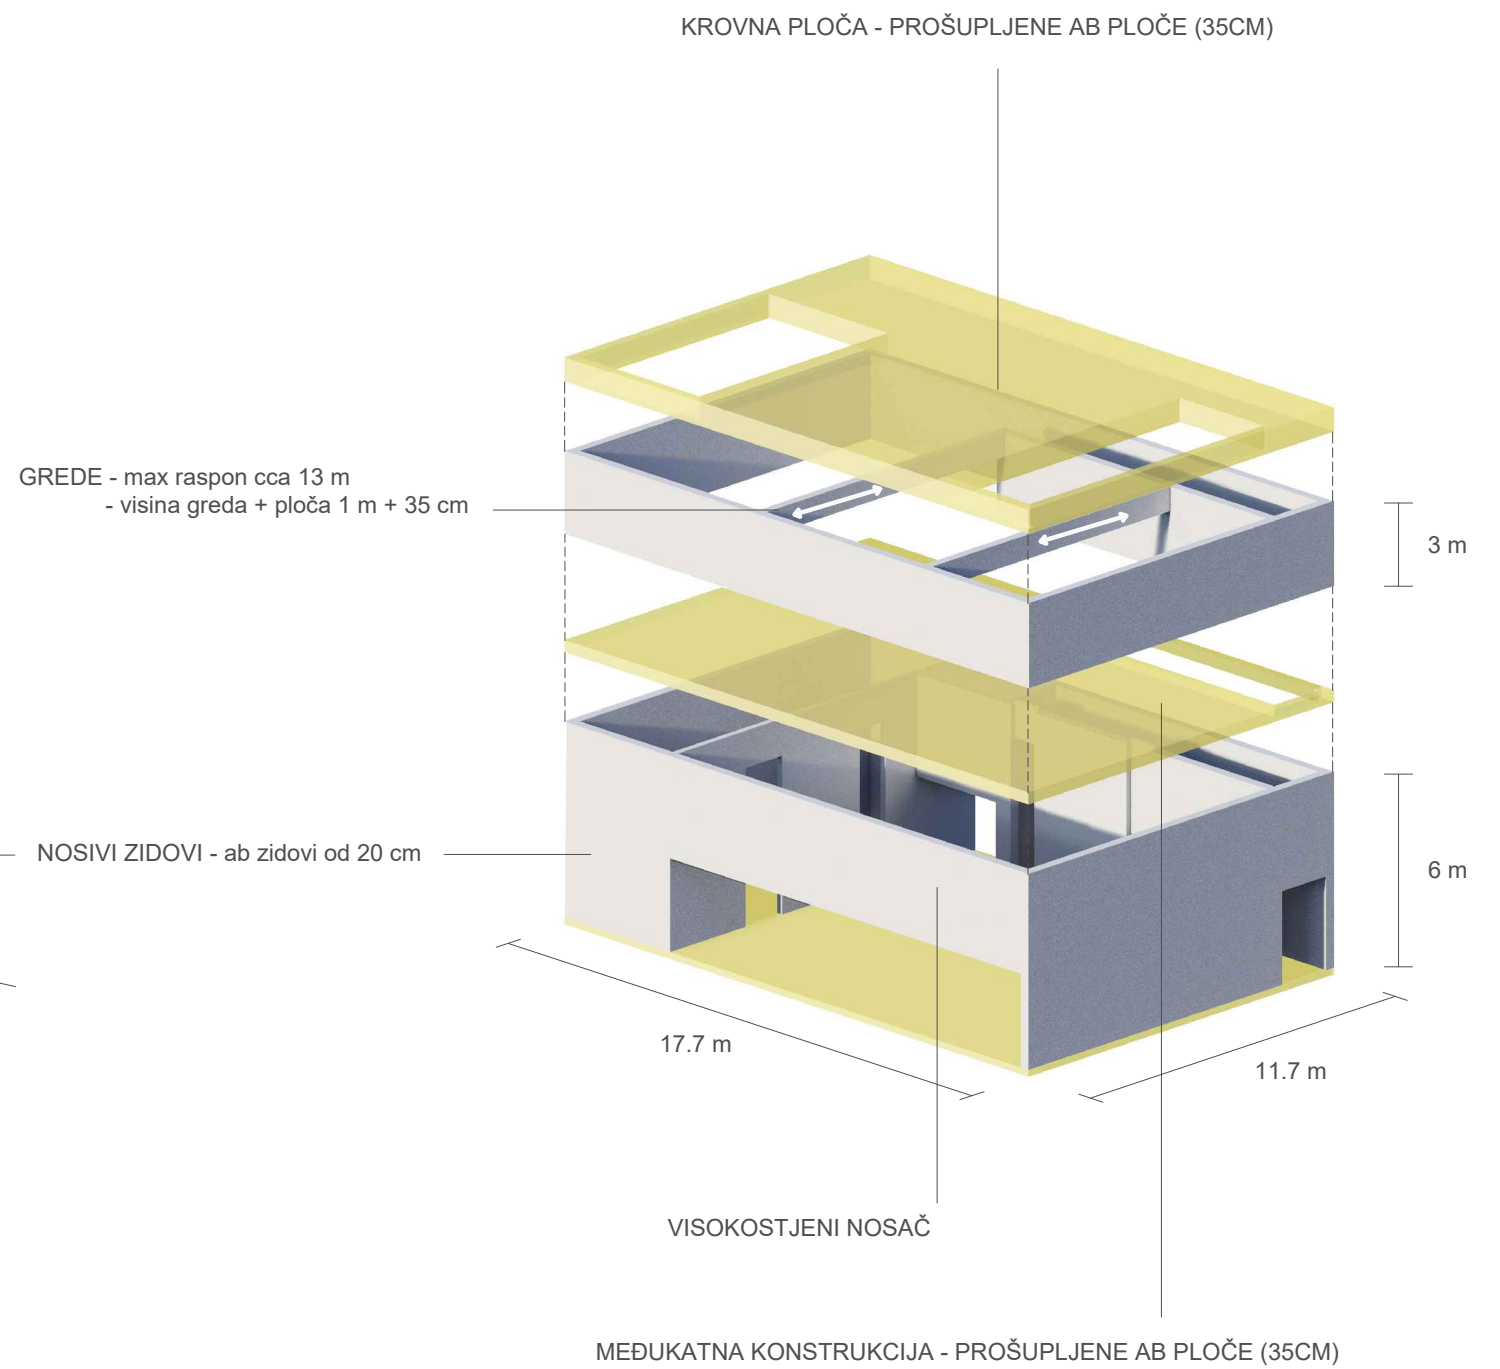 KROVNA PLOČA - PROŠUPLJENE AB PLOČE (35CM)
GREDE - max raspon cca 13 m
- visina greda + ploča 1 m + 35 cm
3 m
NOSIVI ZIDOVI - ab zidovi od 20 cm
6 m
17.7 m
11.7 m
VISOKOSTJENI NOSAČ
MEĐUKATNA KONSTRUKCIJA - PROŠUPLJENE AB PLOČE (35CM)